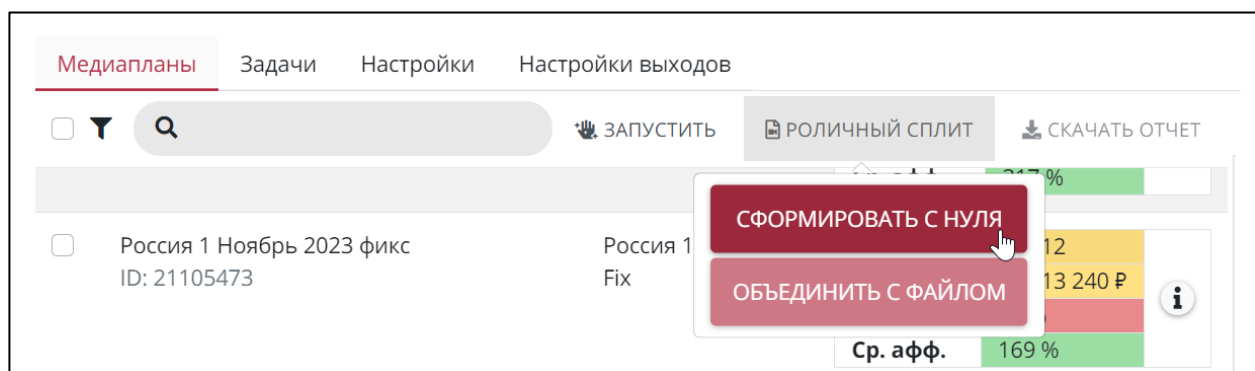 Медиапланы Задачи Настройки Настройки выходов
ЗАПУСТИТЬ РОЛИЧНЫЙ СПЛИТ СКАЧАТЬ ОТЧЕТ
%
СФОРМИРОВАТЬ С НУЛЯ
Россия 1 Ноябрь 2023 фикс Россия 1 12
ID: 21105473 Fix 13 240 ₽
ОБЪЕДИНИТЬ С ФАЙЛОМ
Ср. афф. 169 %